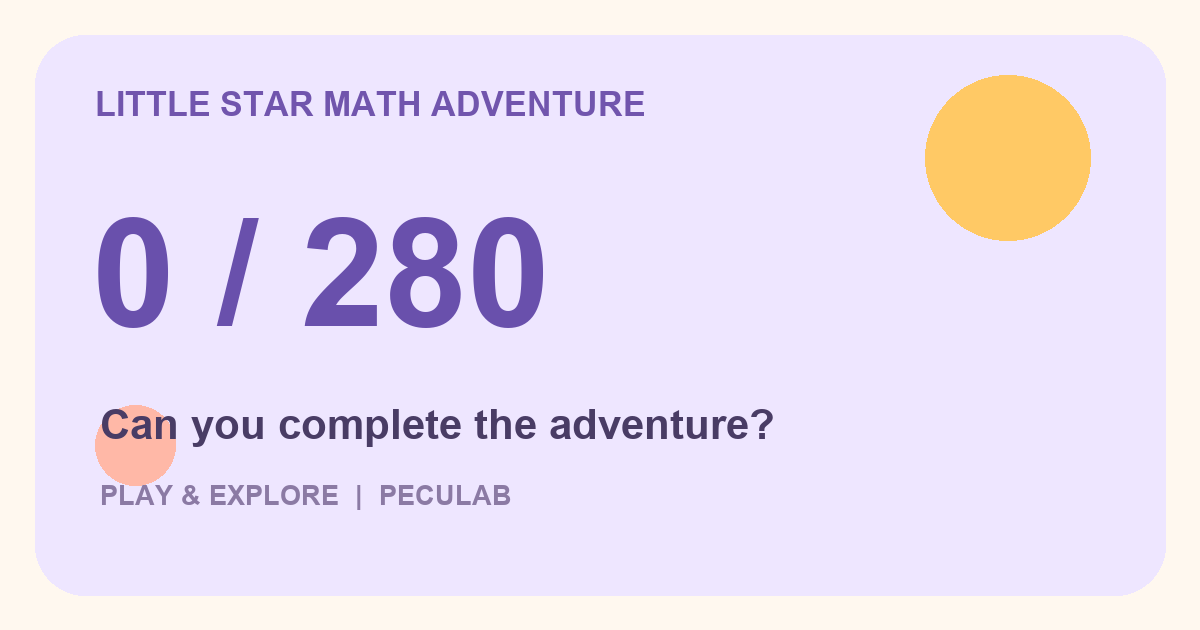 LITTLE STAR MATH ADVENTURE
0 / 280
Can you complete the adventure?
PLAY & EXPLORE | PECULAB